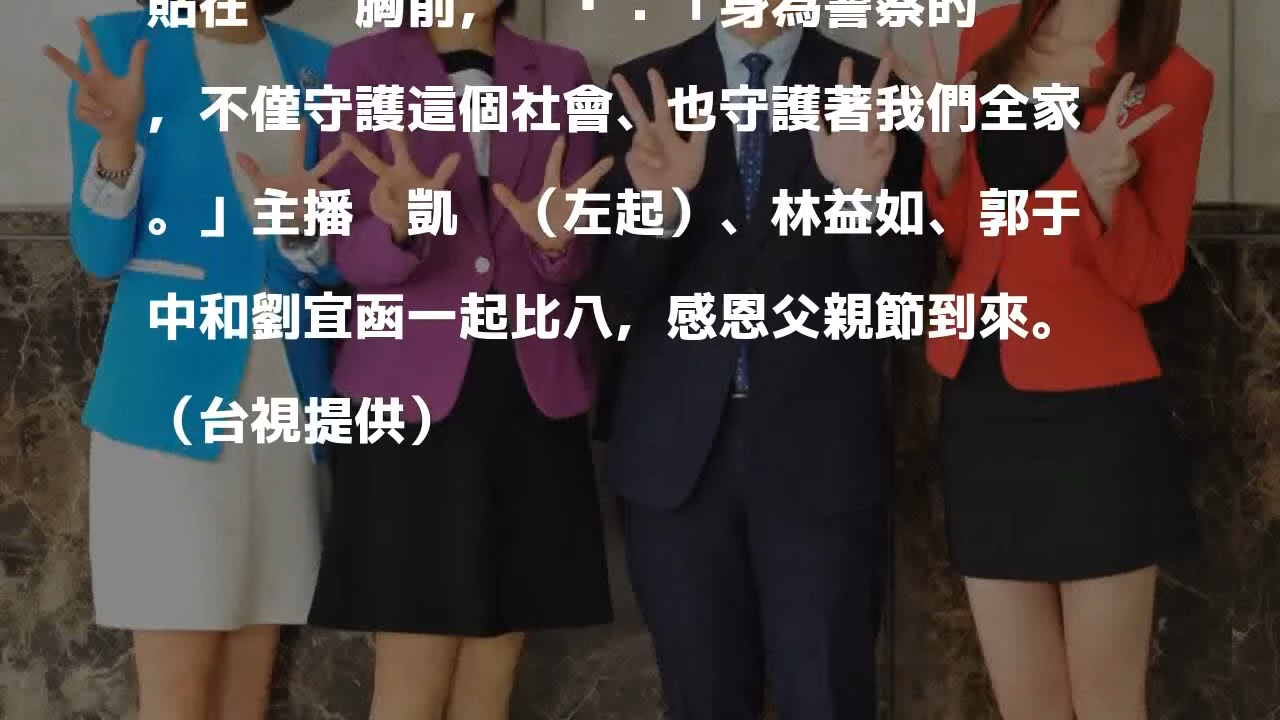 貼在 胸前， ：「身為警察的
，不僅守護這個社會、也守護著我們全家
。」主播 凱 （左起）、林益如、郭于
中和劉宜函一起比八，感恩父親節到來。
（台視提供）